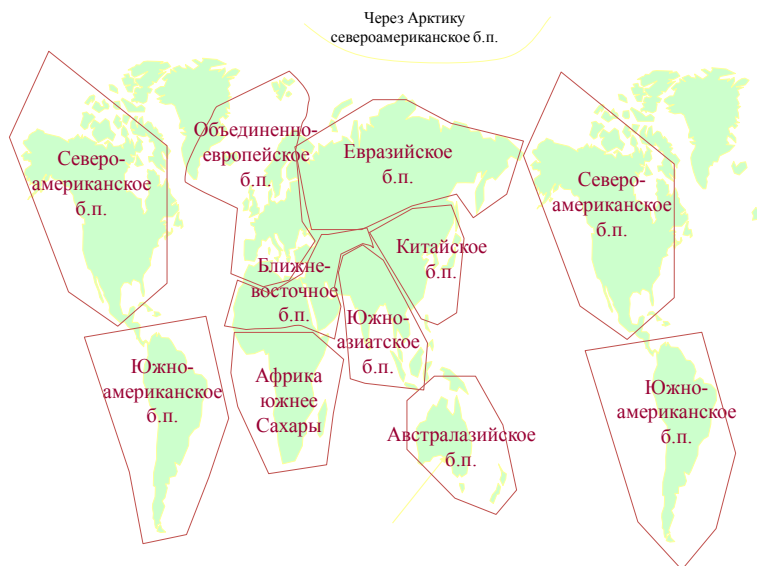 Через Арктику
североамериканское б.п.
Северо-
американское
б.п.
Объединенно-
европейское
б.п.
Евразийское
б.п.
Северо-
американское
б.п.
Китайское
б.п.
Ближне-
восточное
б.п.
Южно-
азиатское
б.п.
Южно-
американское
б.п.
Африка
южнее
Сахары
Австралазийское
б.п.
Южно-
американское
б.п.